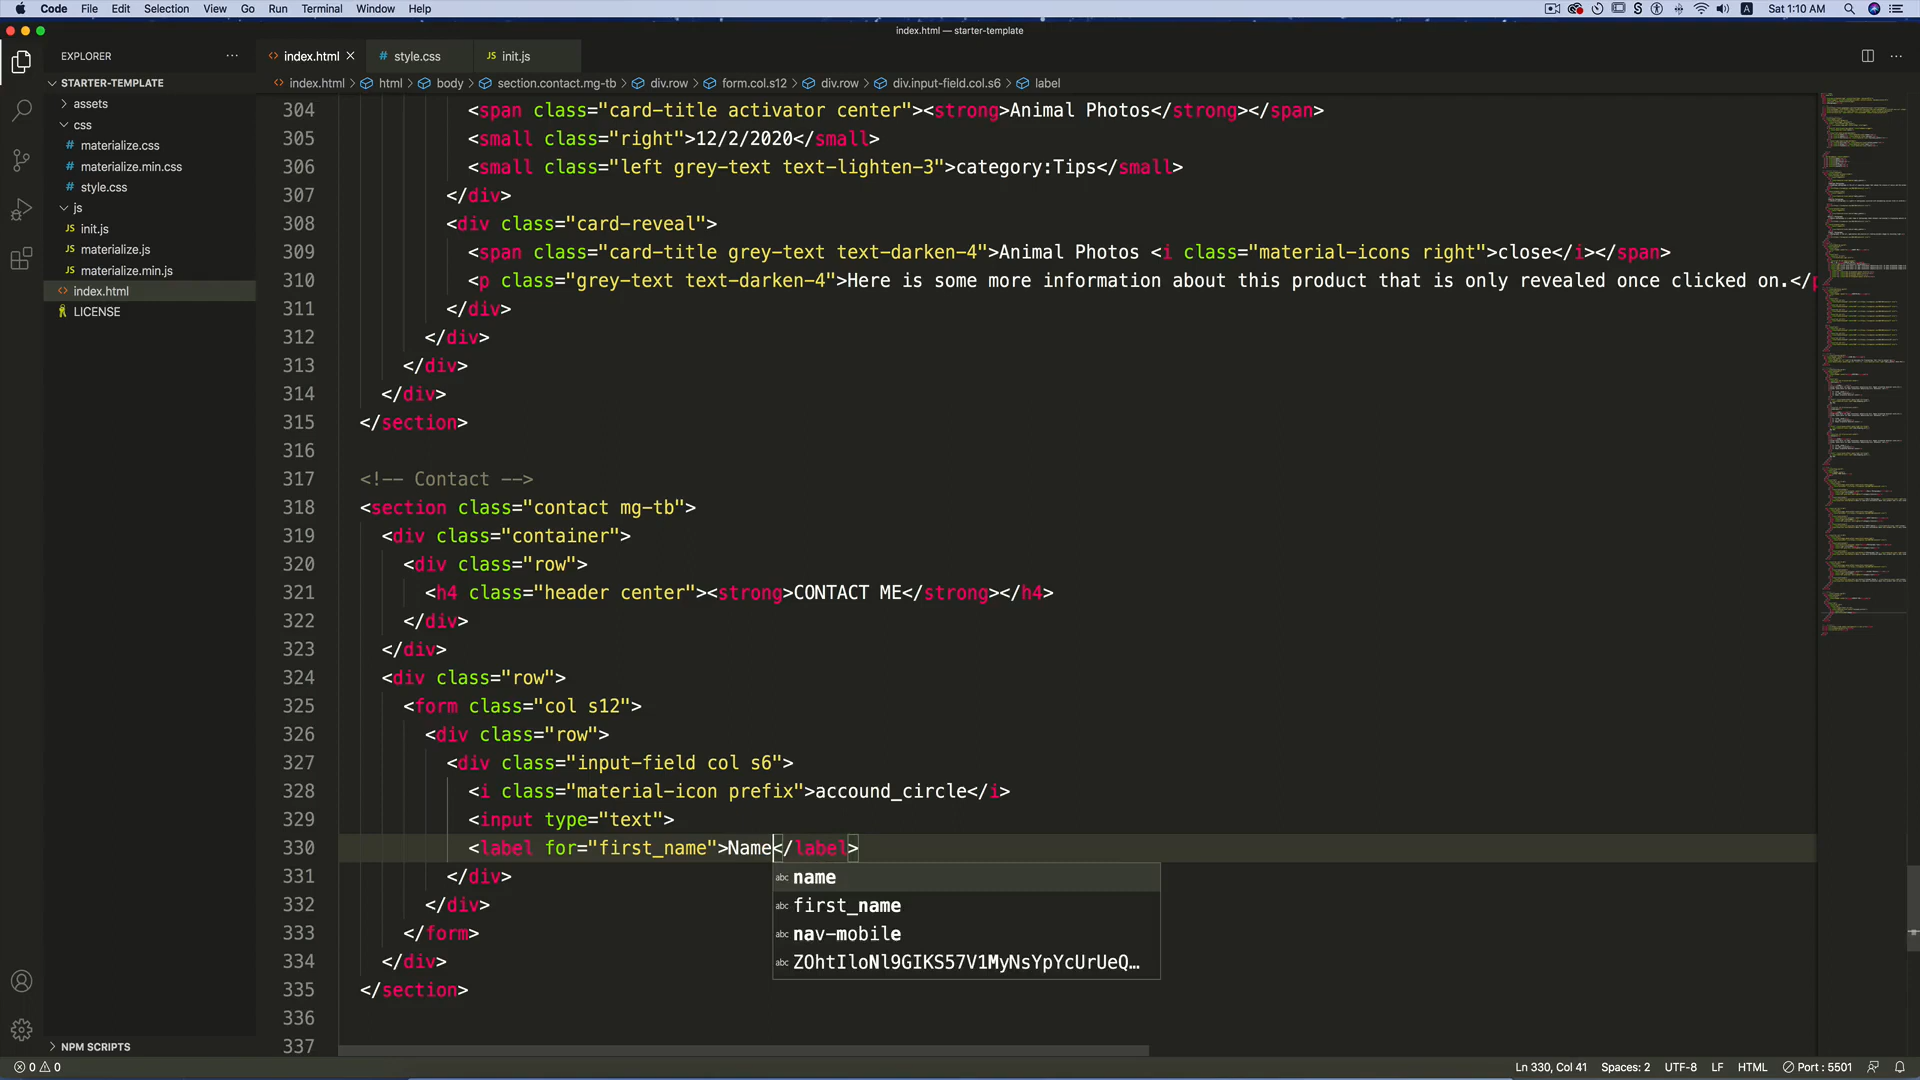 Code File Edit Selection View Go Run Terminal Window Help Sat 1:10 AM
index.html — starter-template
EXPLORER
index.html
style.css
JS init.js
STARTER-TEMPLATE
index.html > html > body > section.contact.mg-tb > div.row > form.col.s12 > div.row > div.input-field.col.s6 > label
assets
css
materialize.css
materialize.min.css
style.css
js
JS init.js
JS materialize.js
JS materialize.min.js
index.html
LICENSE
304 <span class="card-title activator center"><strong>Animal Photos</strong></span>
305 <small class="right">12/2/2020</small>
306 <small class="left grey-text text-lighten-3">category:Tips</small>
307 </div>
308 <div class="card-reveal">
309 <span class="card-title grey-text text-darken-4">Animal Photos <i class="material-icons right">close</i></span>
310 <p class="grey-text text-darken-4">Here is some more information about this product that is only revealed once clicked on.</p
311 </div>
312 </div>
313 </div>
314 </div>
315 </section>
316
317 <!-- Contact -->
318 <section class="contact mg-tb">
319 <div class="container">
320 <div class="row">
321 <h4 class="header center"><strong>CONTACT ME</strong></h4>
322 </div>
323 </div>
324 <div class="row">
325 <form class="col s12">
326 <div class="row">
327 <div class="input-field col s6">
328 <i class="material-icon prefix">accound_circle</i>
329 <input type="text">
330 <label for="first_name">Name</label>
331 </div>
332 </div>
333 </form>
334 </div>
335 </section>
336
337
abc name
abc first_name
abc nav-mobile
abc ZOhtIloNl9GIKS57V1MyNsYpYcUrUeQ…
NPM SCRIPTS
0 0 Ln 330, Col 41 Spaces: 2 UTF-8 LF HTML Port : 5501